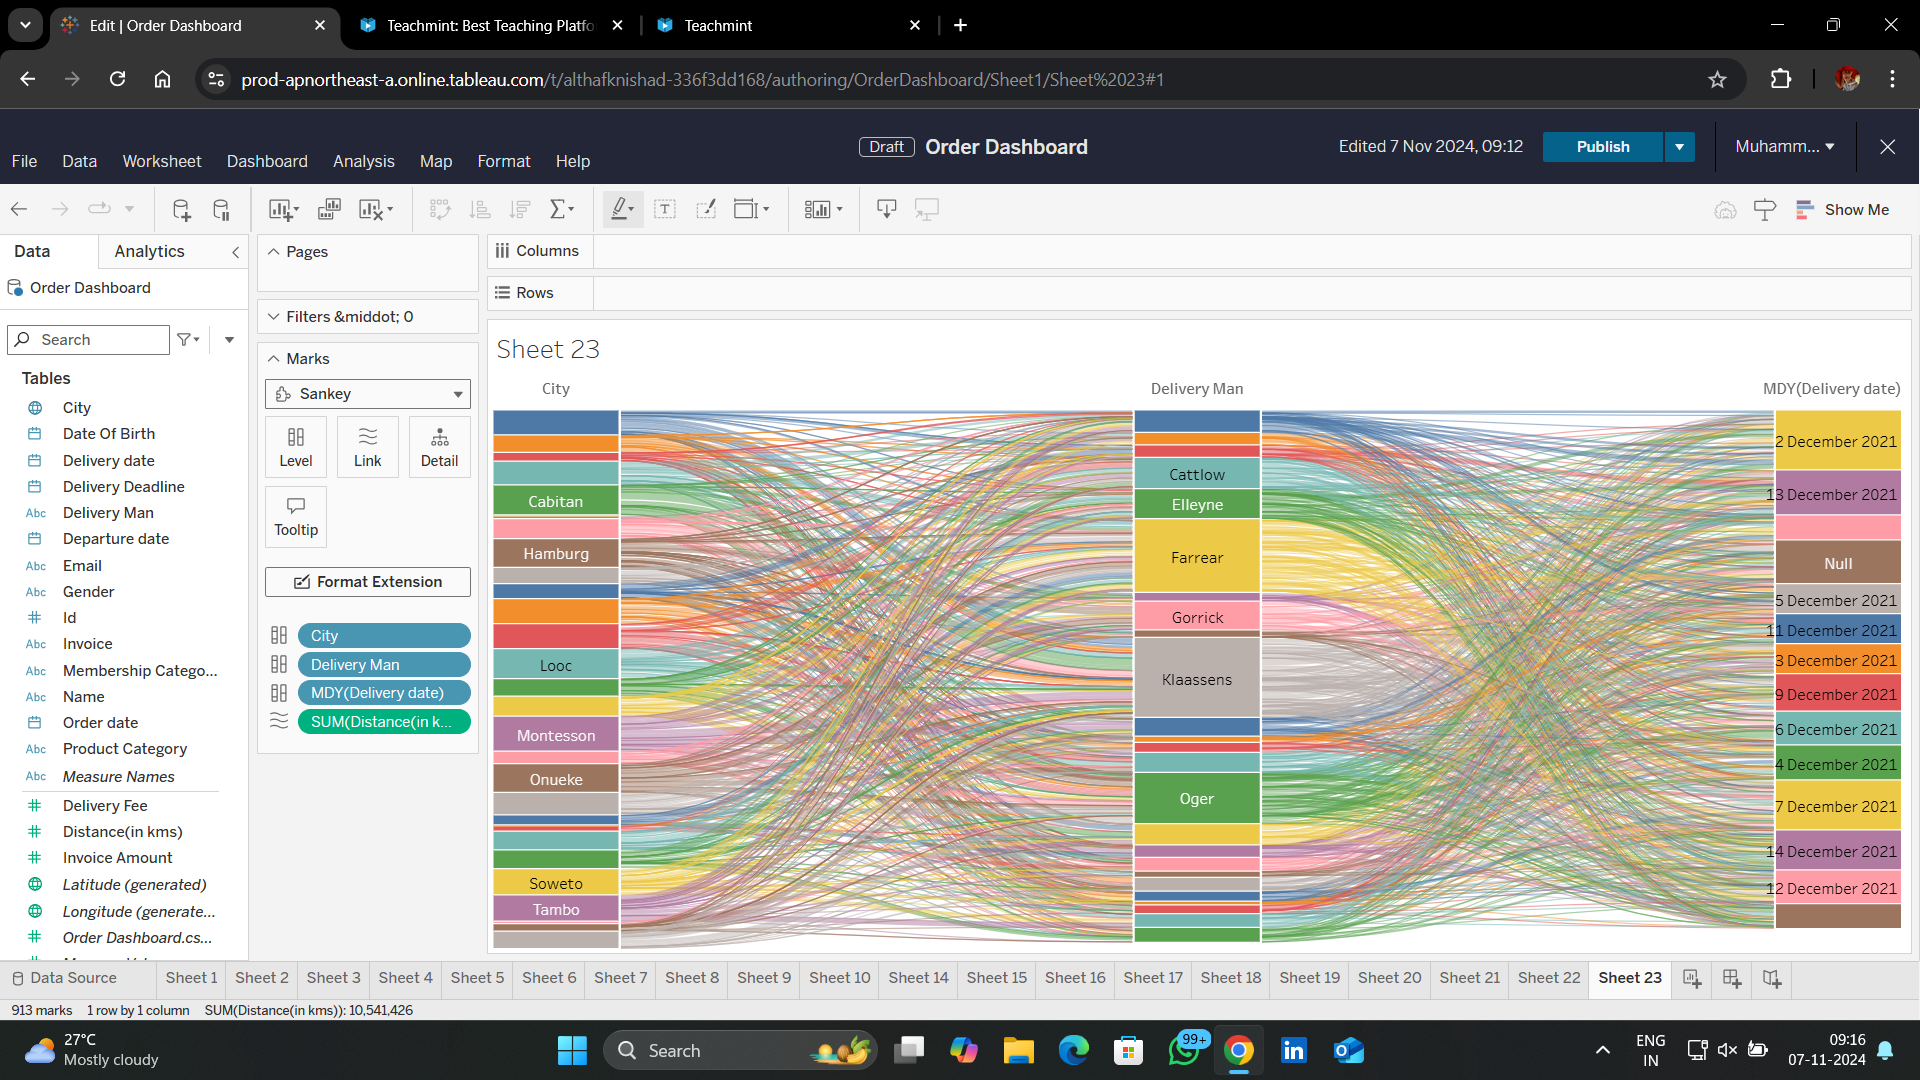 Edit | Order Dashboard
Teachmint: Best Teaching Platfo
Teachmint
prod-apnortheast-a.online.tableau.com/t/althafknishad-336f3dd168/authoring/OrderDashboard/Sheet1/Sheet%2023#1
Draft Order Dashboard
Edited 7 Nov 2024, 09:12
Publish
Muhamm...
File Data Worksheet Dashboard Analysis Map Format Help
Show Me
Data
Analytics
Order Dashboard
Search
Tables
City
Date Of Birth
Delivery date
Delivery Deadline
Abc Delivery Man
Departure date
Abc Email
Abc Gender
Id
Abc Invoice
Abc Membership Catego...
Abc Name
Order date
Abc Product Category
Abc Measure Names
Delivery Fee
Distance(in kms)
Invoice Amount
Latitude (generated)
Longitude (generate...
Order Dashboard.cs...
Pages
Filters &middot; 0
Marks
Sankey
Level Link Detail
Tooltip
Format Extension
City
Delivery Man
MDY(Delivery date)
SUM(Distance(in k...
Columns
Rows
Sheet 23
City
Delivery Man
MDY(Delivery date)
Cabitan
Hamburg
Looc
Montesson
Onueke
Soweto
Tambo
Cattlow
Elleyne
Farrear
Gorrick
Klaassens
Oger
2 December 2021
13 December 2021
Null
5 December 2021
11 December 2021
3 December 2021
9 December 2021
6 December 2021
4 December 2021
7 December 2021
14 December 2021
12 December 2021
Data Source Sheet 1 Sheet 2 Sheet 3 Sheet 4 Sheet 5 Sheet 6 Sheet 7 Sheet 8 Sheet 9 Sheet 10 Sheet 14 Sheet 15 Sheet 16 Sheet 17 Sheet 18 Sheet 19 Sheet 20 Sheet 21 Sheet 22 Sheet 23
913 marks 1 row by 1 column SUM(Distance(in kms)): 10,541,426
27°C
Mostly cloudy
Search
99+
ENG
IN
09:16
07-11-2024